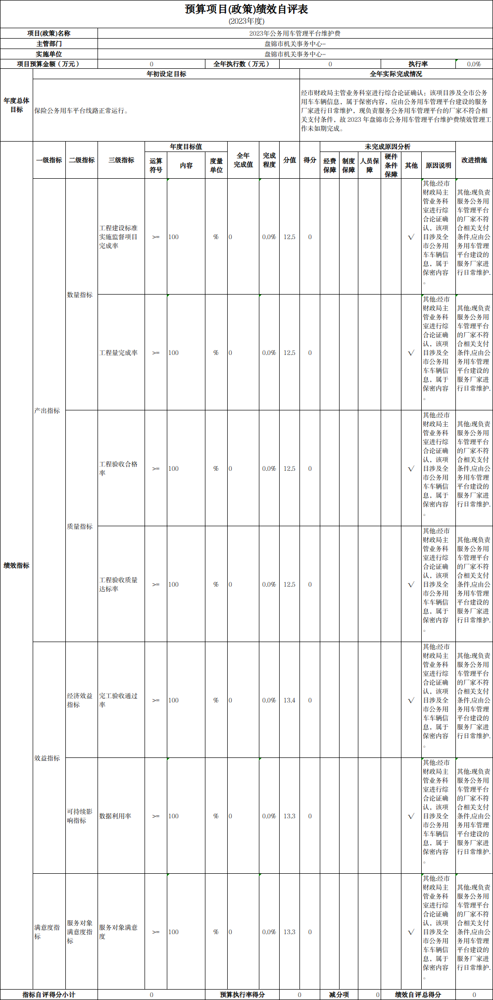 预算项目(政策)绩效自评表
(2023年度)
项目(政策)名称 2023年公务用车管理平台维护费
主管部门 盘锦市机关事务中心-
实施单位 盘锦市机关事务中心-
项目预算金额（万元） 0 全年执行数（万元） 0 执行率 0.0%
年度总体
目标
年初设定目标 全年实际完成情况
保险公务用车平台线路正常运行。
经市财政局主管业务科室进行综合论证确认；该项目涉及全市公务
用车车辆信息，属于保密内容，应由公务用车管理平台建设的服务
厂家进行日常维护，现负责服务公务用车管理平台的厂家不符合相
关支付条件，故 2023 年盘锦市公务用车管理平台维护费绩效管理工
作未如期完成。
绩效指标
一级指标 二级指标 三级指标
年度目标值
运算
符号
内容
度量
单位
全年
完成值
完成
程度
分值 得分
未完成原因分析
经费
保障
制度
保障
人员保
障
硬件
条件
保障
其他 原因说明 改进措施
产出指标
数量指标
工程建设标准
实施监督项目
完成率
>= 100 % 0 0.0% 12.5 0 √
其他:经市
财政局主
管业务科
室进行综
合论证确
认，该项
目涉及全
市公务用
车车辆信
息，属于
保密内容
。
其他:现负责
服务公务用
车管理平台
的厂家不符
合相关支付
条件,应由公
务用车管理
平台建设的
服务厂家进
行日常维护.
工程量完成率 >= 100 % 0 0.0% 12.5 0 √
其他:经市
财政局主
管业务科
室进行综
合论证确
认，该项
目涉及全
市公务用
车车辆信
息，属于
保密内容
。
其他:现负责
服务公务用
车管理平台
的厂家不符
合相关支付
条件,应由公
务用车管理
平台建设的
服务厂家进
行日常维护.
质量指标
工程验收合格
率
>= 100 % 0 0.0% 12.5 0 √
其他:经市
财政局主
管业务科
室进行综
合论证确
认，该项
目涉及全
市公务用
车车辆信
息，属于
保密内容
。
其他:现负责
服务公务用
车管理平台
的厂家不符
合相关支付
条件,应由公
务用车管理
平台建设的
服务厂家进
行日常维护.
工程验收质量
达标率
>= 100 % 0 0.0% 12.5 0 √
其他:经市
财政局主
管业务科
室进行综
合论证确
认，该项
目涉及全
市公务用
车车辆信
息，属于
保密内容
。
其他:现负责
服务公务用
车管理平台
的厂家不符
合相关支付
条件,应由公
务用车管理
平台建设的
服务厂家进
行日常维护.
效益指标
经济效益
指标
完工验收通过
率
>= 100 % 0 0.0% 13.4 0 √
其他:经市
财政局主
管业务科
室进行综
合论证确
认，该项
目涉及全
市公务用
车车辆信
息，属于
保密内容
。
其他:现负责
服务公务用
车管理平台
的厂家不符
合相关支付
条件,应由公
务用车管理
平台建设的
服务厂家进
行日常维护.
可持续影
响指标
数据利用率 >= 100 % 0 0.0% 13.3 0 √
其他:经市
财政局主
管业务科
室进行综
合论证确
认，该项
目涉及全
市公务用
车车辆信
息，属于
保密内容
。
其他:现负责
服务公务用
车管理平台
的厂家不符
合相关支付
条件,应由公
务用车管理
平台建设的
服务厂家进
行日常维护.
满意度指
标
服务对象
满意度指
标
服务对象满意
度
>= 100 % 0 0.0% 13.3 0 √
其他:经市
财政局主
管业务科
室进行综
合论证确
认，该项
目涉及全
市公务用
车车辆信
息，属于
保密内容
。
其他:现负责
服务公务用
车管理平台
的厂家不符
合相关支付
条件,应由公
务用车管理
平台建设的
服务厂家进
行日常维护.
指标自评得分小计 0 预算执行率得分 0 减分项 0 绩效自评总得分 0